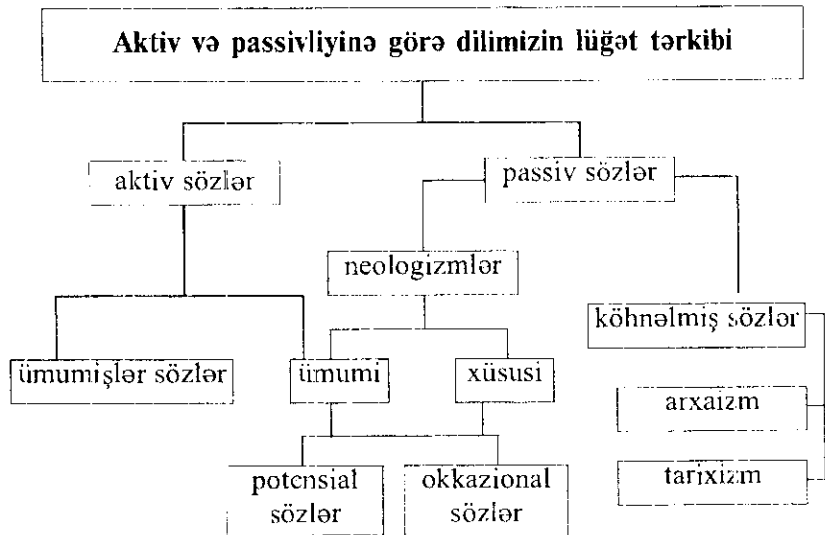 Aktiv və passivliyinə görə dilimizin lüğət tərkibi
aktiv sözlər
passiv sözlər
neologizmlər
köhnəlmiş sözlər
ümumişlər sözlər
ümumi
xüsusi
arxaizm
tarixizm
potensial
sözlər
okkazional
sözlər